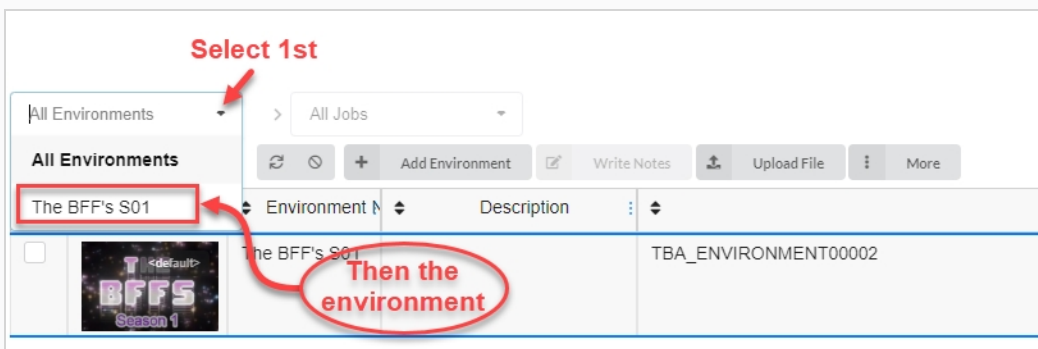 Select 1st
All Environments
> All Jobs
All Environments
Add Environment
Write Notes
Upload File
More
The BFF's S01
Environment N
Description
THE <default>
BFFS
Season 1
The BFF's S01
TBA_ENVIRONMENT00002
Then the
environment